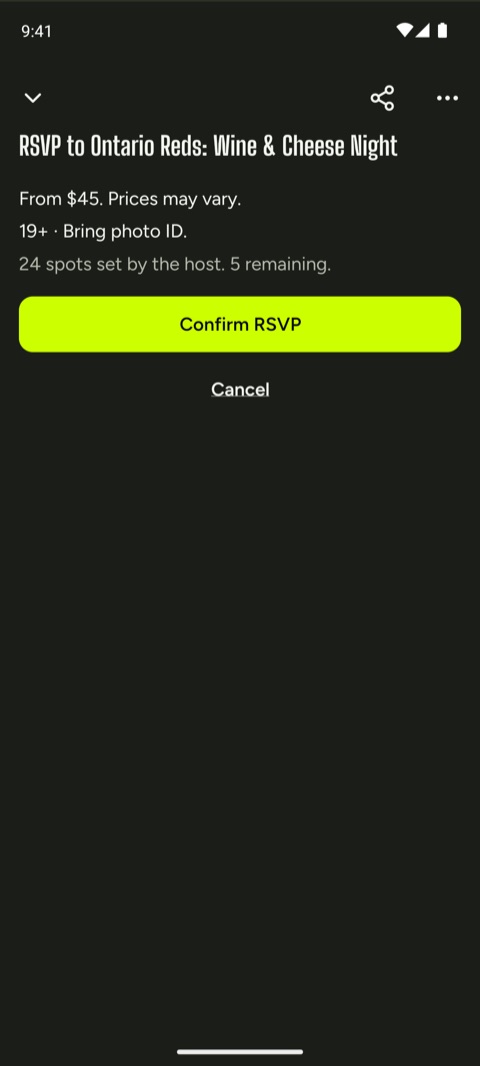 9:41
RSVP to Ontario Reds: Wine & Cheese Night
From $45. Prices may vary.
19+ · Bring photo ID.
24 spots set by the host. 5 remaining.
Confirm RSVP
Cancel